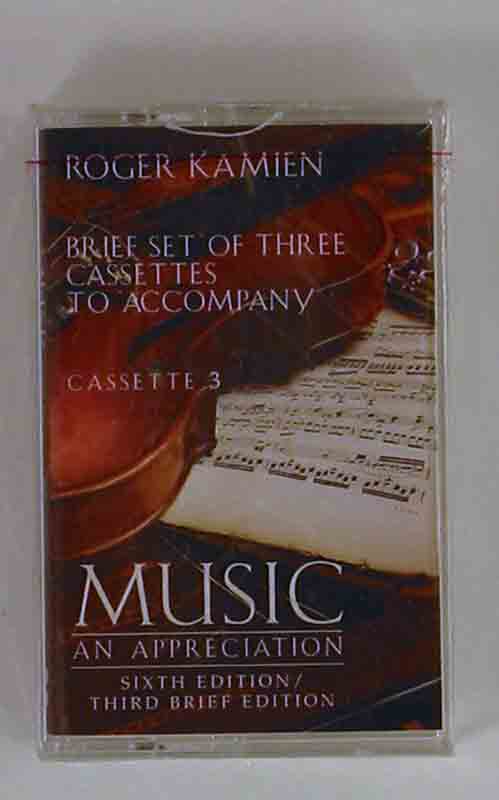 ROGER KAMIEN
BRIEF SET OF THREE
CASSETTES
TO ACCOMPANY
CASSETTE 3
MUSIC
AN APPRECIATION
SIXTH EDITION/
THIRD BRIEF EDITION